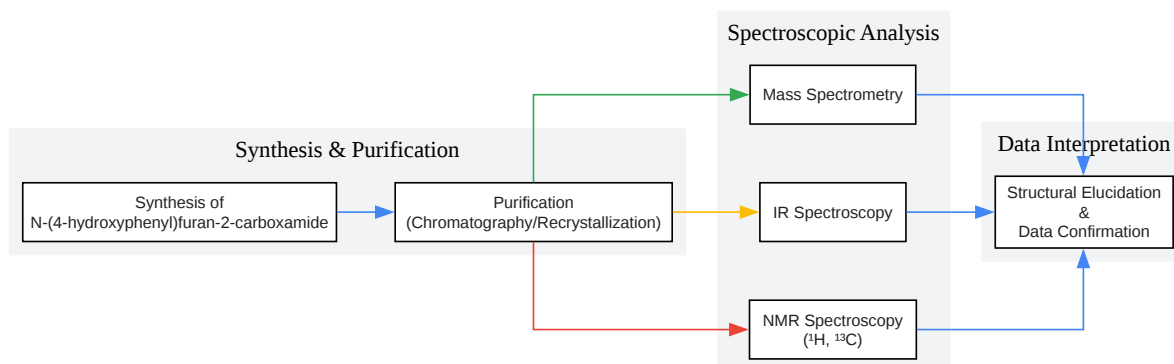 Synthesis & Purification
Synthesis of
N-(4-hydroxyphenyl)furan-2-carboxamide
Purification
(Chromatography/Recrystallization)
Spectroscopic Analysis
Mass Spectrometry
IR Spectroscopy
NMR Spectroscopy
(¹H, ¹³C)
Data Interpretation
Structural Elucidation
&
Data Confirmation